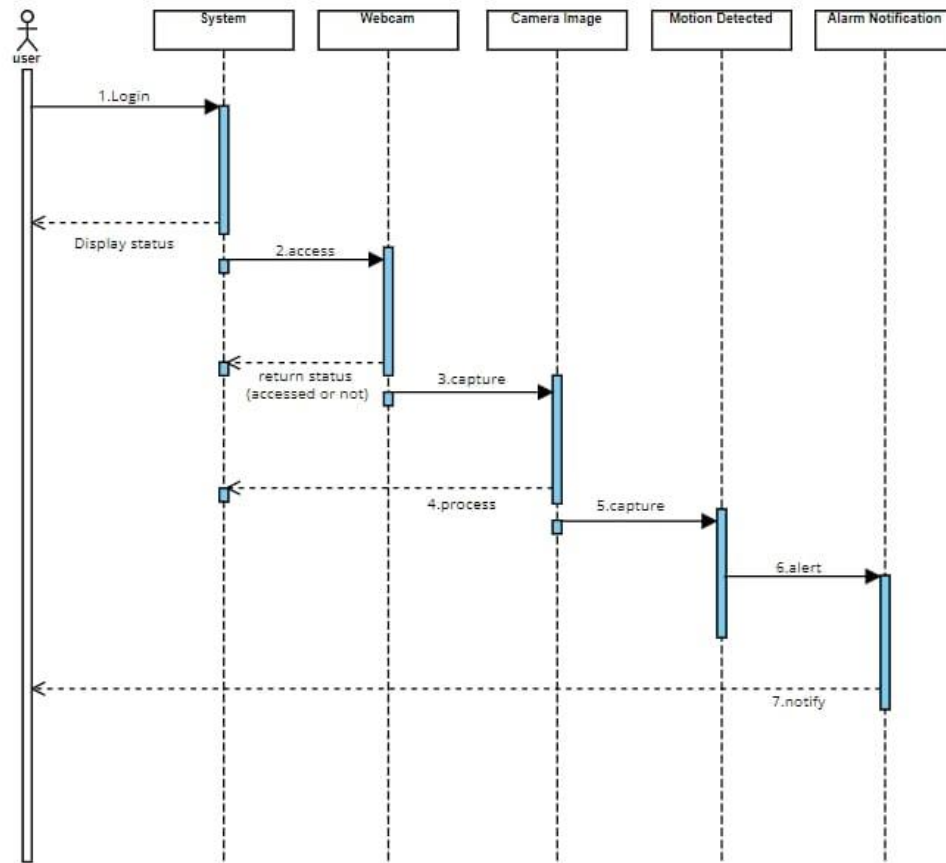 System
Webcam
Camera Image
Motion Detected
Alarm Notification
user
1.Login
Display status
2.access
return status
(accessed or not)
3.capture
4.process
5.capture
6.alert
7.notify